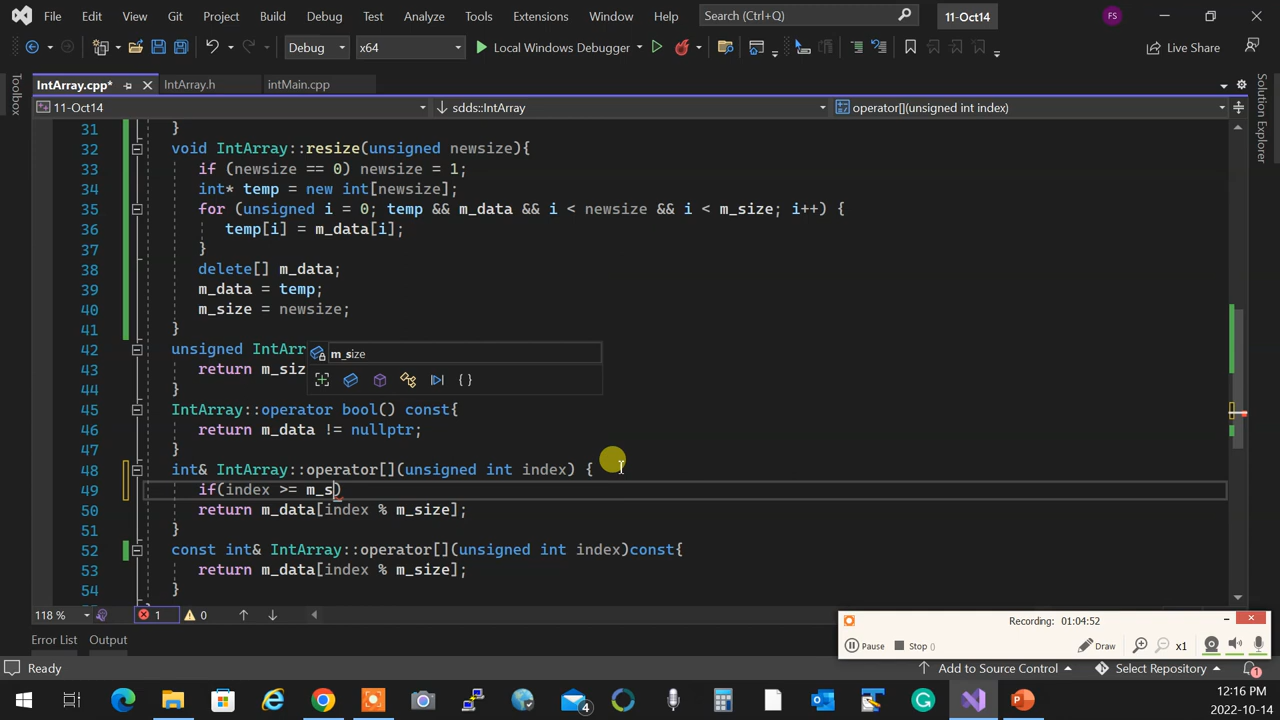 File Edit View Git Project Build Debug Test Analyze Tools Extensions Window Help Search (Ctrl+Q) 11-Oct14 FS
Debug x64 Local Windows Debugger Live Share
IntArray.cpp* IntArray.h intMain.cpp
Toolbox
Solution Explorer
11-Oct14 sdds::IntArray operator[](unsigned int index)
31 }
32 void IntArray::resize(unsigned newsize){
33 if (newsize == 0) newsize = 1;
34 int* temp = new int[newsize];
35 for (unsigned i = 0; temp && m_data && i < newsize && i < m_size; i++) {
36 temp[i] = m_data[i];
37 }
38 delete[] m_data;
39 m_data = temp;
40 m_size = newsize;
41 }
42 unsigned IntArr
m_size
43 return m_siz
44 }
45 IntArray::operator bool() const{
46 return m_data != nullptr;
47 }
48 int& IntArray::operator[](unsigned int index) {
49 if(index >= m_s)
50 return m_data[index % m_size];
51 }
52 const int& IntArray::operator[](unsigned int index)const{
53 return m_data[index % m_size];
54 }
118 % 1 0
Recording: 01:04:52
Pause Stop () Draw x1
Error List Output
Ready Add to Source Control Select Repository 1
4
12:16 PM
2022-10-14